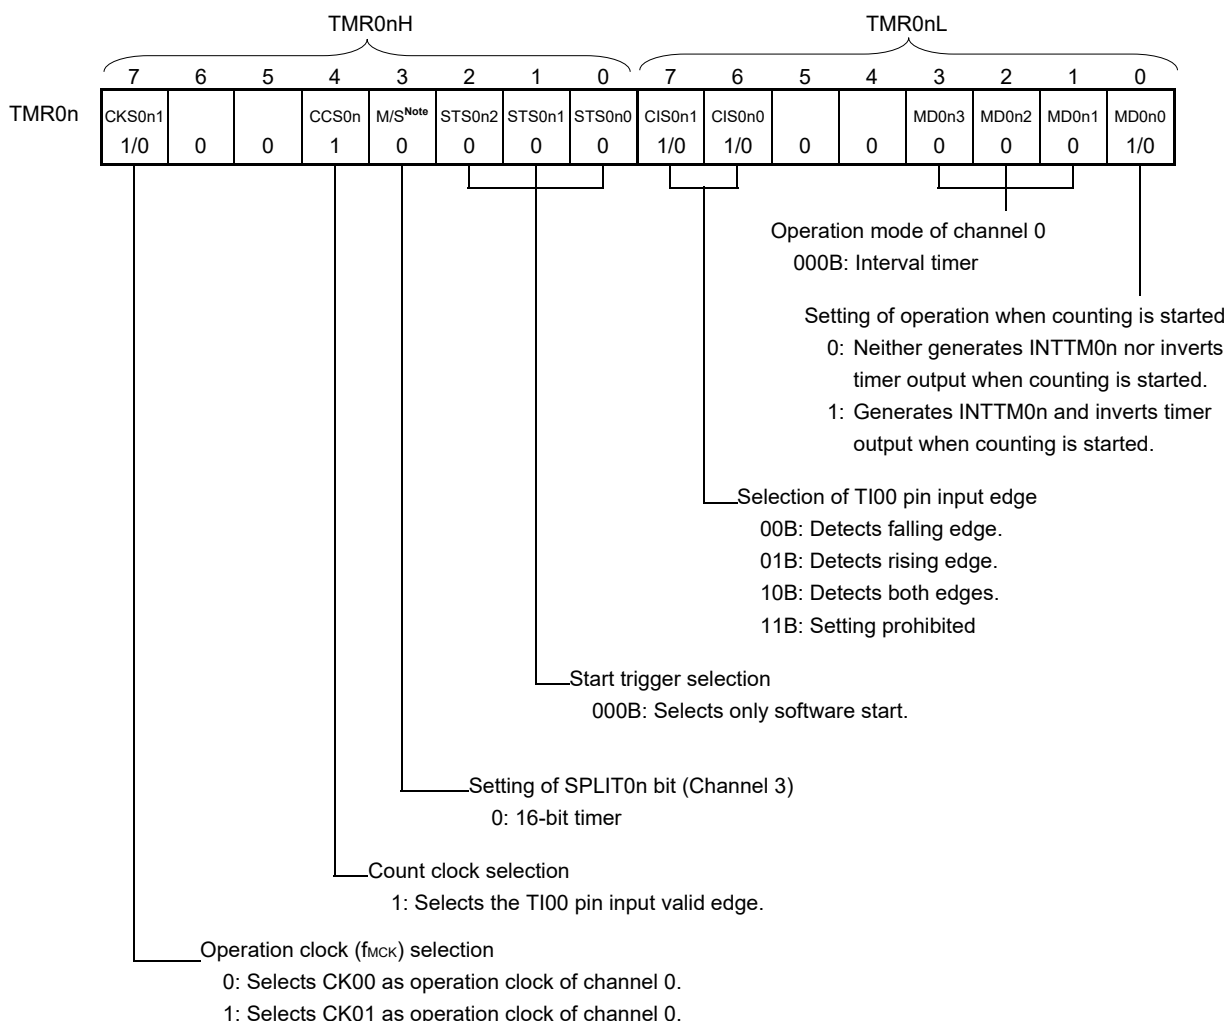 TMR0nH TMR0nL
7 6 5 4 3 2 1 0 7 6 5 4 3 2 1 0
TMR0n CKS0n1 CCS0n M/SNote STS0n2 STS0n1 STS0n0 CIS0n1 CIS0n0 MD0n3 MD0n2 MD0n1 MD0n0
1/0 0 0 1 0 0 0 0 1/0 1/0 0 0 0 0 0 1/0
Operation mode of channel 0
000B: Interval timer
Setting of operation when counting is started
0: Neither generates INTTM0n nor inverts
timer output when counting is started.
1: Generates INTTM0n and inverts timer
output when counting is started.
Selection of TI00 pin input edge
00B: Detects falling edge.
01B: Detects rising edge.
10B: Detects both edges.
11B: Setting prohibited
Start trigger selection
000B: Selects only software start.
Setting of SPLIT0n bit (Channel 3)
0: 16-bit timer
Count clock selection
1: Selects the TI00 pin input valid edge.
Operation clock (fMCK) selection
0: Selects CK00 as operation clock of channel 0.
1: Selects CK01 as operation clock of channel 0.